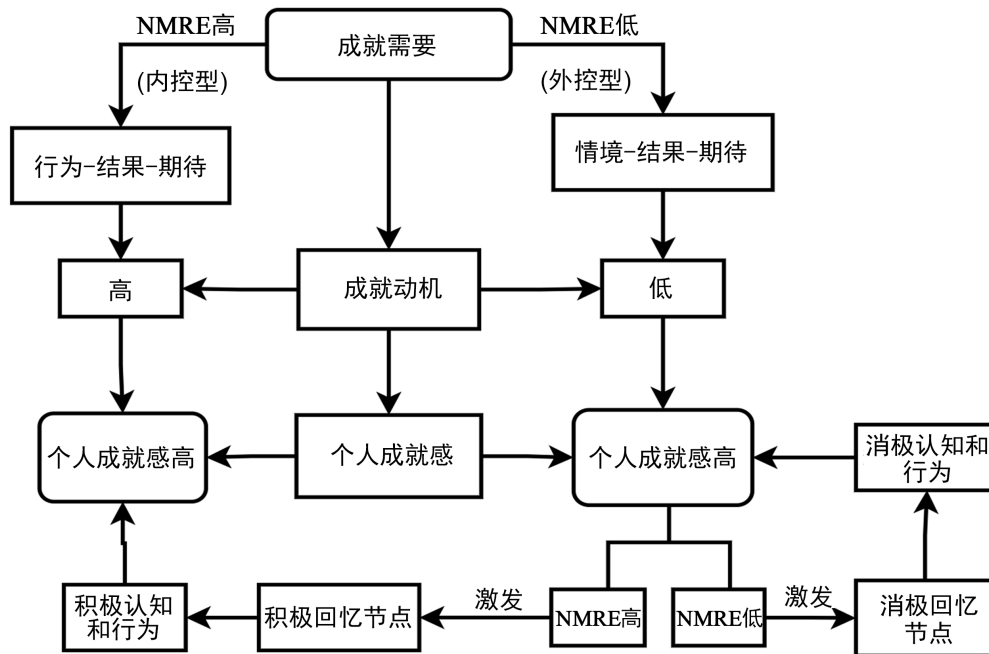 NMRE高
成就需要
NMRE低
(内控型)
(外控型)
行为-结果-期待
情境-结果-期待
高
成就动机
低
个人成就感高
个人成就感
个人成就感高
消极认知和
行为
积极认知
和行为
积极回忆节点
激发
NMRE高
NMRE低
激发
消极回忆
节点